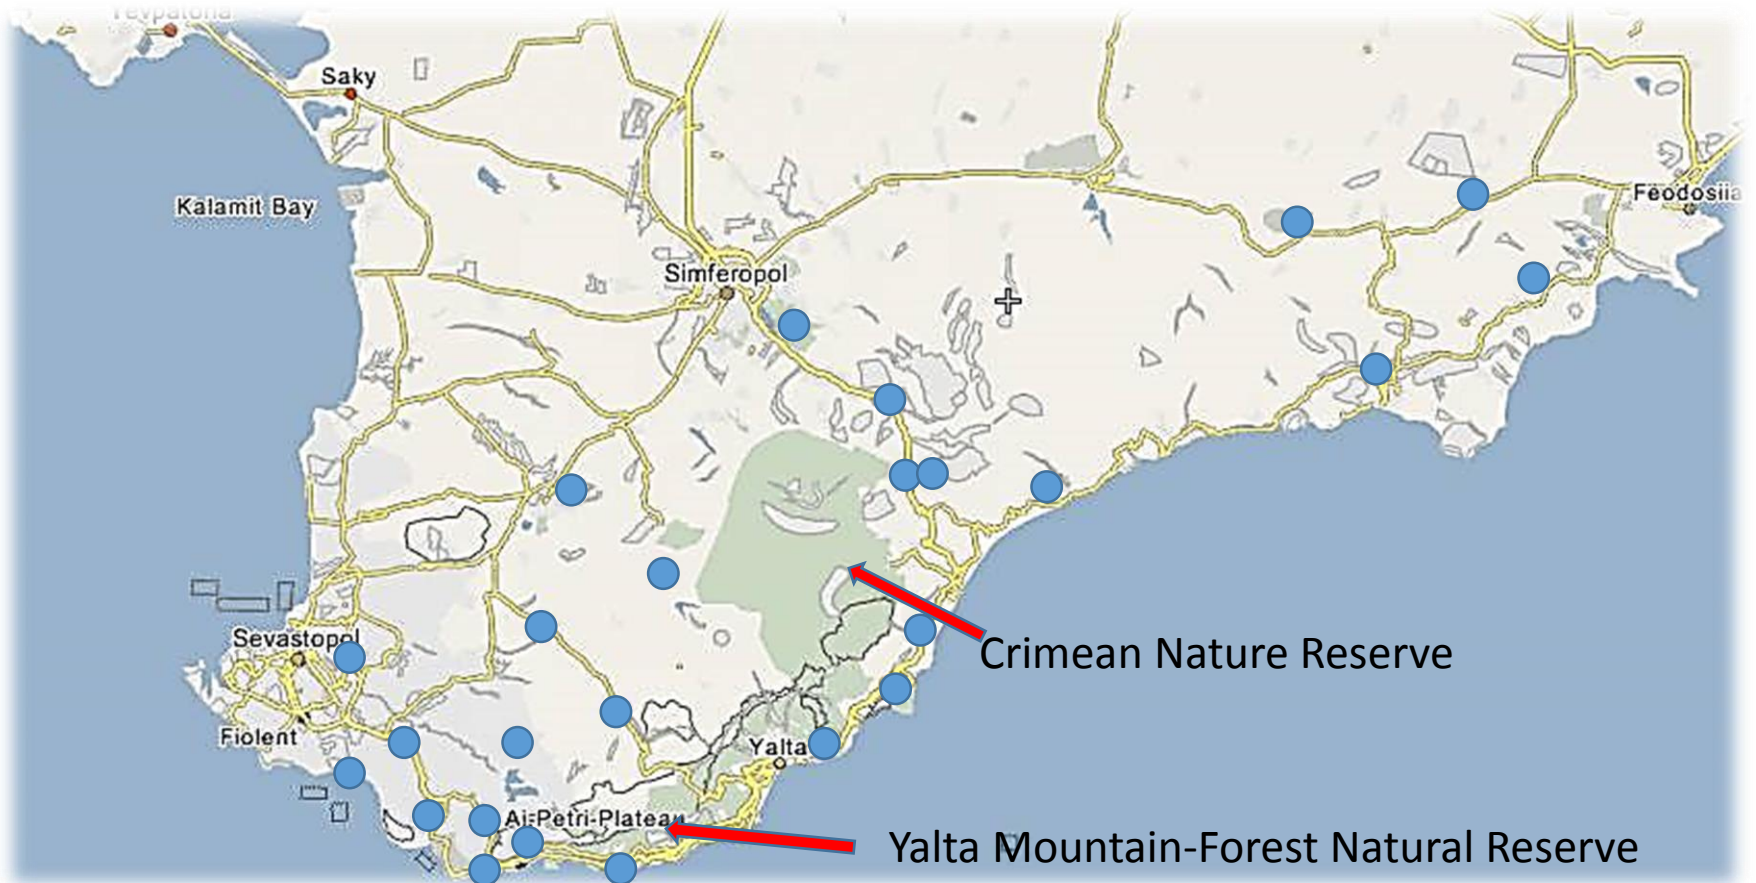 Yevpatoria
Saky
Kalamit Bay
Feodosiia
Simferopol
Sevastopol
Crimean Nature Reserve
Fiolent
Yalta
Ai-Petri-Plateau
Yalta Mountain-Forest Natural Reserve